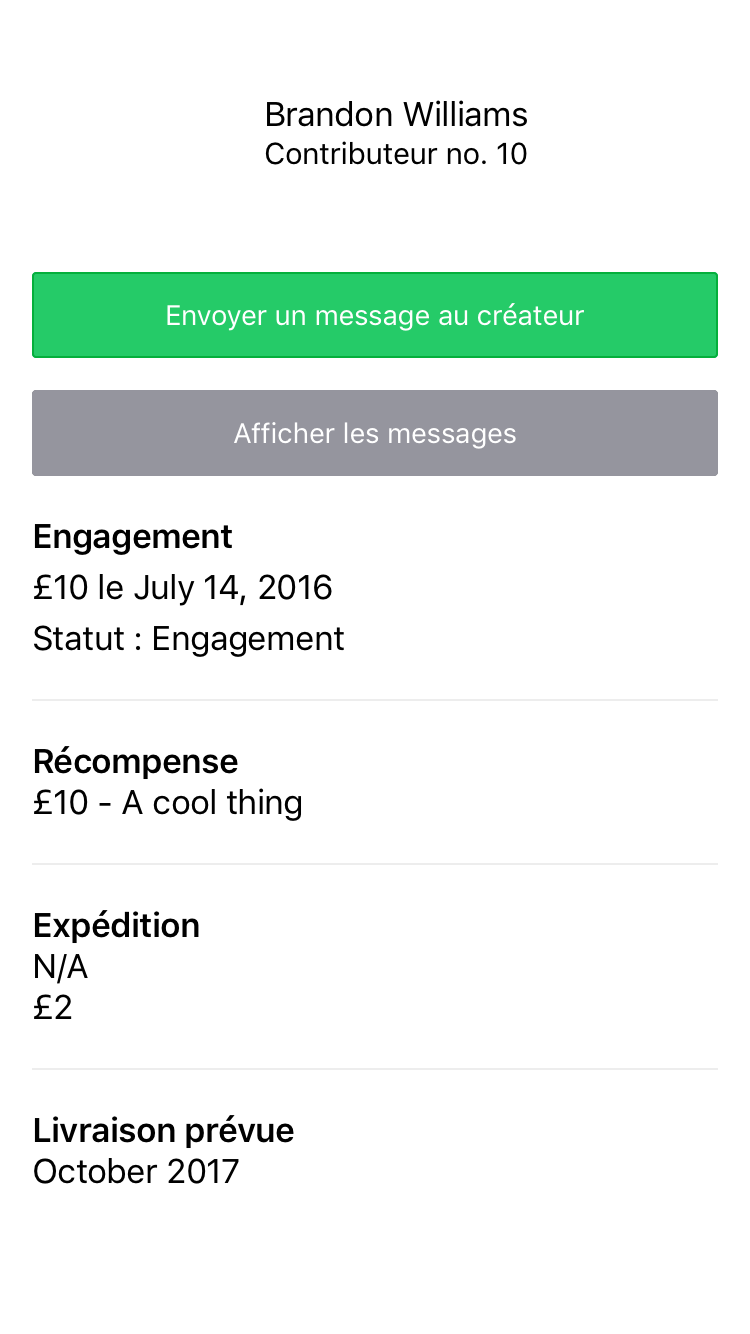 Brandon Williams
Contributeur no. 10
Envoyer un message au créateur
Afficher les messages
Engagement
£10 le July 14, 2016
Statut : Engagement
Récompense
£10 - A cool thing
Expédition
N/A
£2
Livraison prévue
October 2017